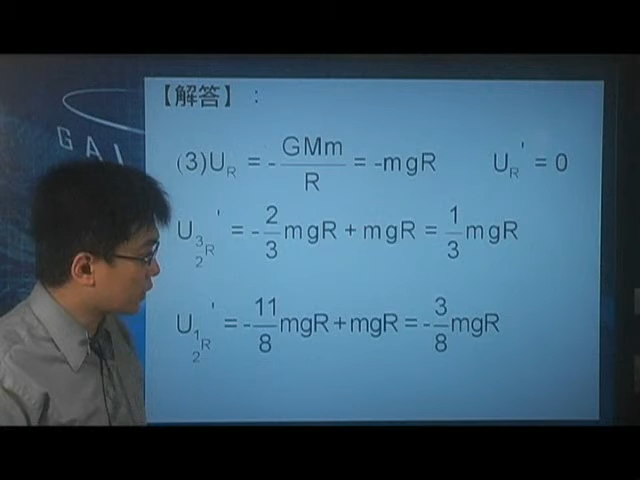 GAL
【解答】：
(3)U_R = -GMm/R = -mgR U_R' = 0
U_{3/2 R}' = -2/3 mgR + mgR = 1/3 mgR
U_{1/2 R}' = -11/8 mgR + mgR = -3/8 mgR